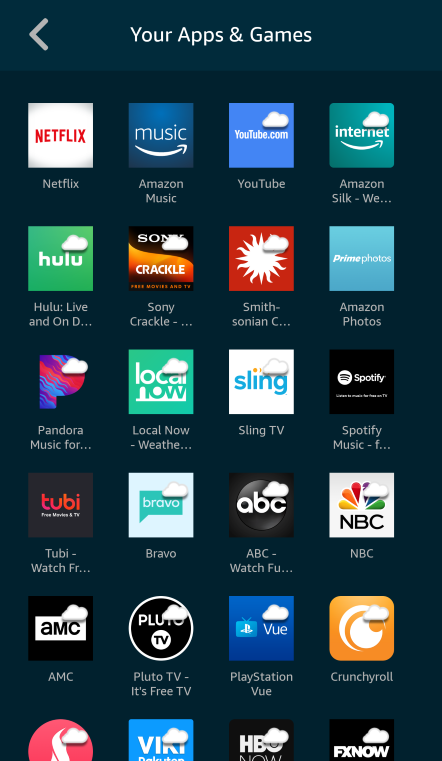 Your Apps & Games
NETFLIX
music
YouTube.com
internet
Netflix
Amazon
Music
YouTube
Amazon
Silk - We...
hulu
SONY
CRACKLE
FREE MOVIES AND TV
Prime photos
Hulu: Live
and On D...
Sony
Crackle - ...
Smith-
sonian C...
Amazon
Photos
local
now
sling
Spotify
Listen to music for free on TV
Pandora
Music for...
Local Now
- Weathe...
Sling TV
Spotify
Music - f...
tubi
Free Movies & TV
bravo
abc
NBC
Tubi -
Watch Fr...
Bravo
ABC -
Watch Fu...
NBC
aMC
PLUTO
TV
Vue
AMC
Pluto TV -
It's Free TV
PlayStation
Vue
Crunchyroll
VIKI
Rakuten
HBO
NOW
FXNOW